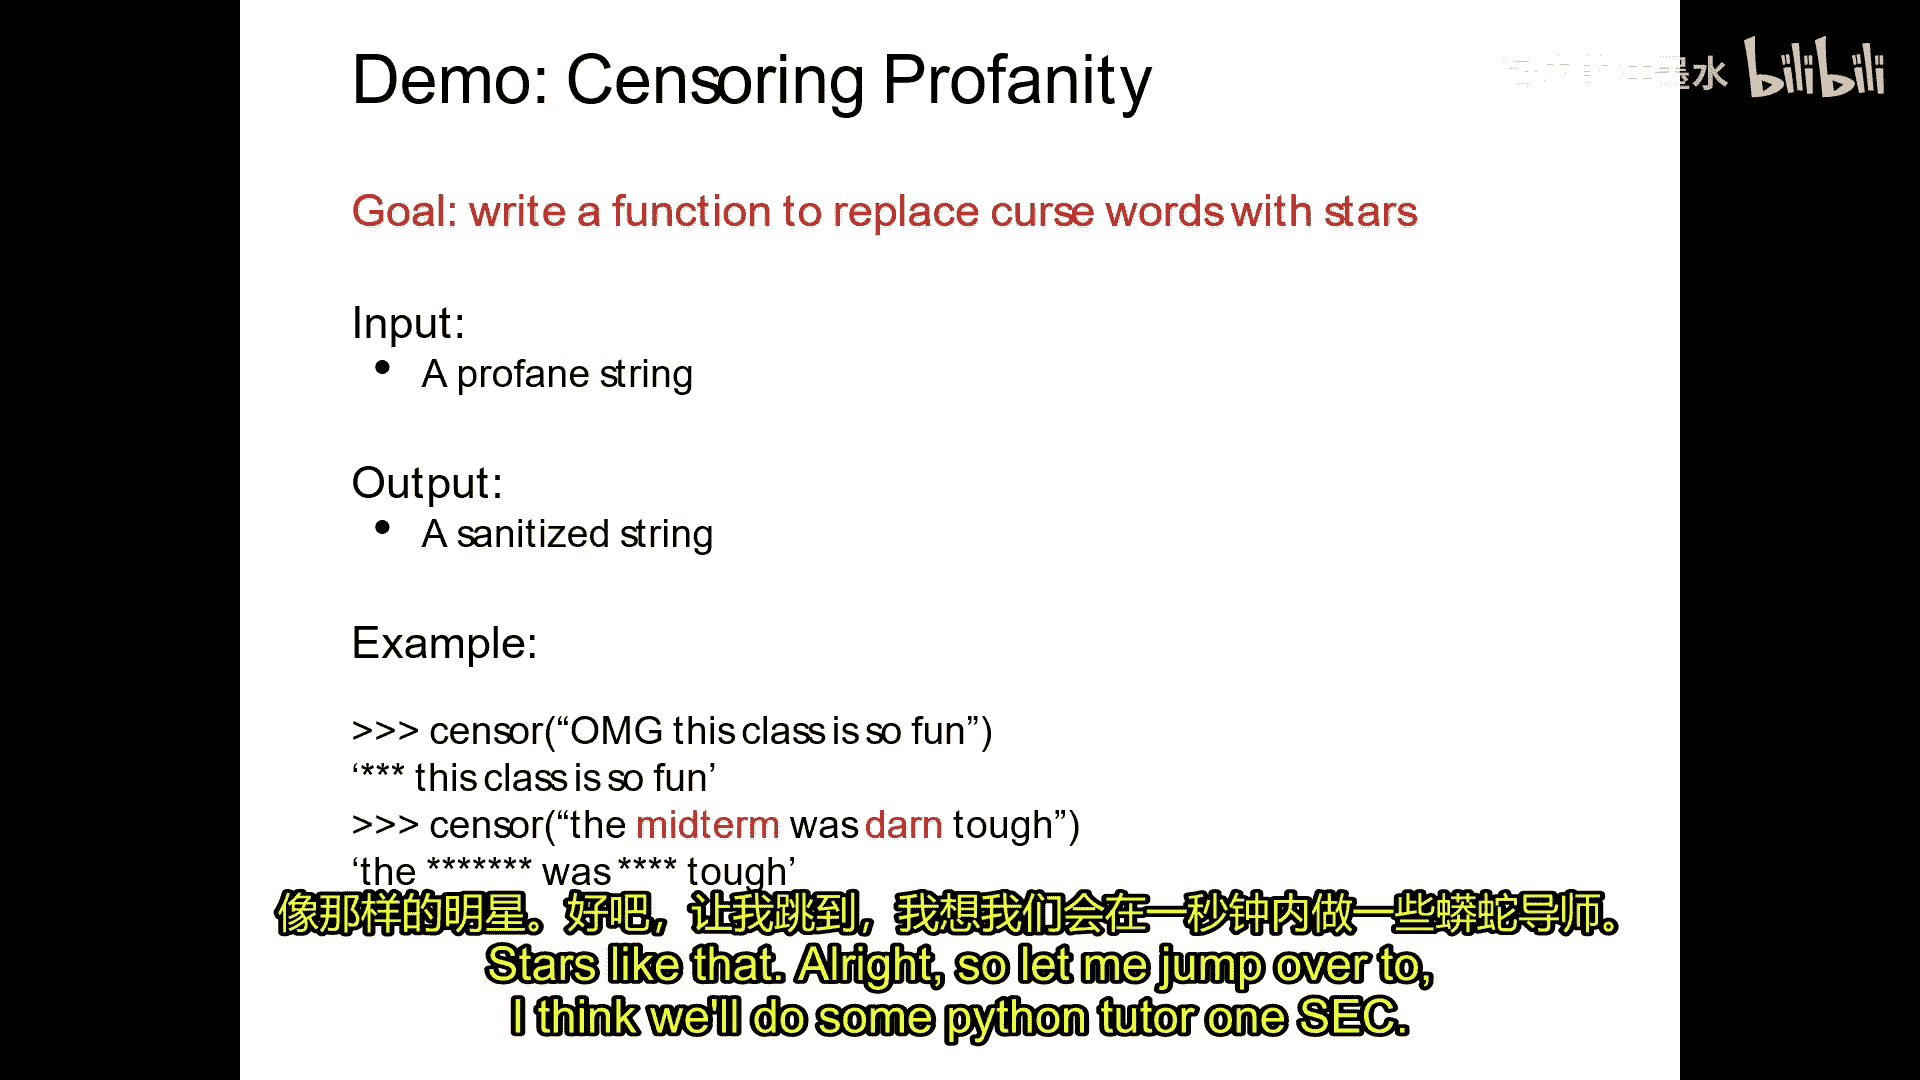 Demo: Censoring Profanity
水 bilibili
Goal: write a function to replace curse words with stars
Input:
• A profane string
Output:
• A sanitized string
Example:
>>> censor(“OMG this class is so fun”)
‘*** this class is so fun’
>>> censor(“the midterm was darn tough”)
‘the ******* was **** tough’
像那样的明星。好吧，让我跳到，我想我们会在一秒钟内做一些蟒蛇导师。
Stars like that. Alright, so let me jump over to,
I think we'll do some python tutor one SEC.